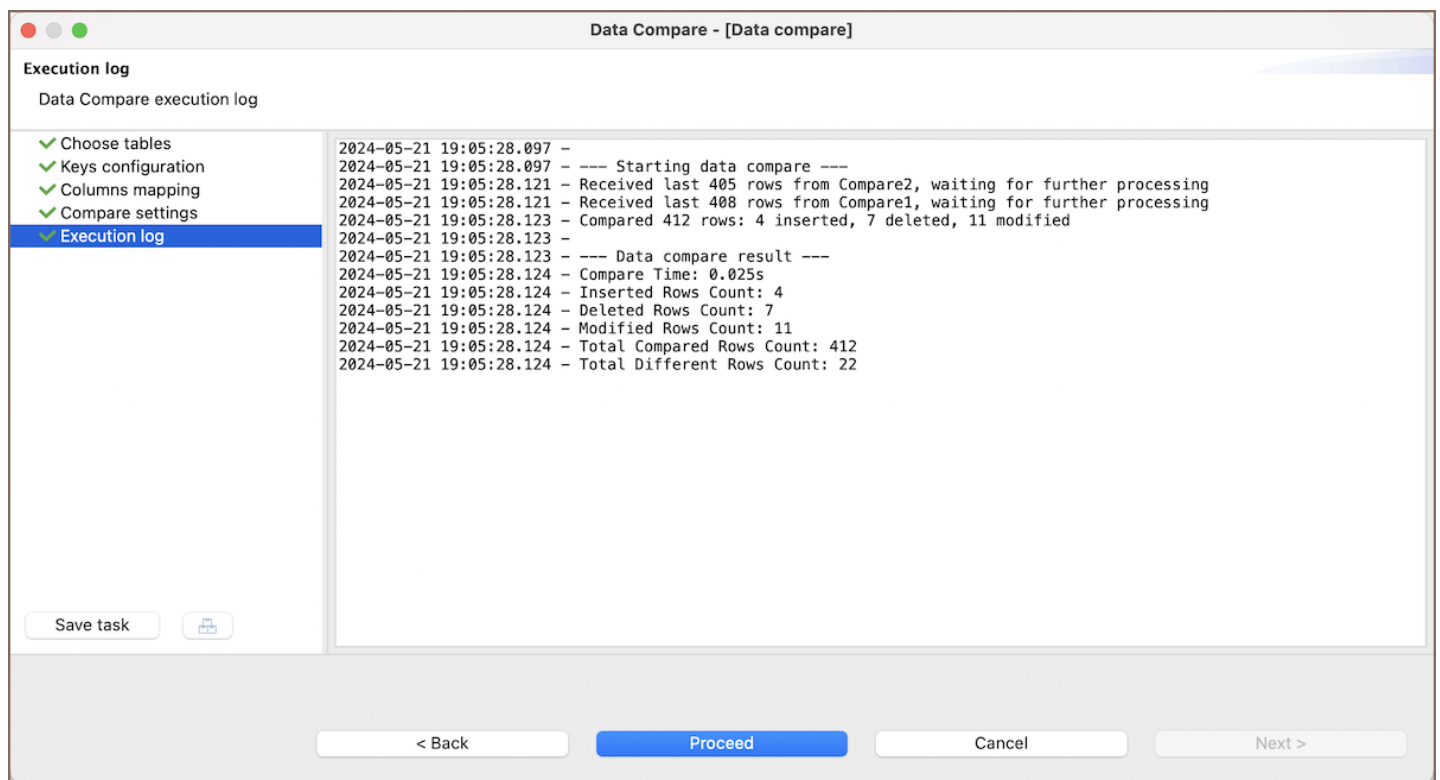 Data Compare - [Data compare]
Execution log
Data Compare execution log
Choose tables
Keys configuration
Columns mapping
Compare settings
Execution log
2024-05-21 19:05:28.097 -
2024-05-21 19:05:28.097 - --- Starting data compare ---
2024-05-21 19:05:28.121 - Received last 405 rows from Compare2, waiting for further processing
2024-05-21 19:05:28.121 - Received last 408 rows from Compare1, waiting for further processing
2024-05-21 19:05:28.123 - Compared 412 rows: 4 inserted, 7 deleted, 11 modified
2024-05-21 19:05:28.123 -
2024-05-21 19:05:28.123 - --- Data compare result ---
2024-05-21 19:05:28.124 - Compare Time: 0.025s
2024-05-21 19:05:28.124 - Inserted Rows Count: 4
2024-05-21 19:05:28.124 - Deleted Rows Count: 7
2024-05-21 19:05:28.124 - Modified Rows Count: 11
2024-05-21 19:05:28.124 - Total Compared Rows Count: 412
2024-05-21 19:05:28.124 - Total Different Rows Count: 22
Save task
< Back
Proceed
Cancel
Next >